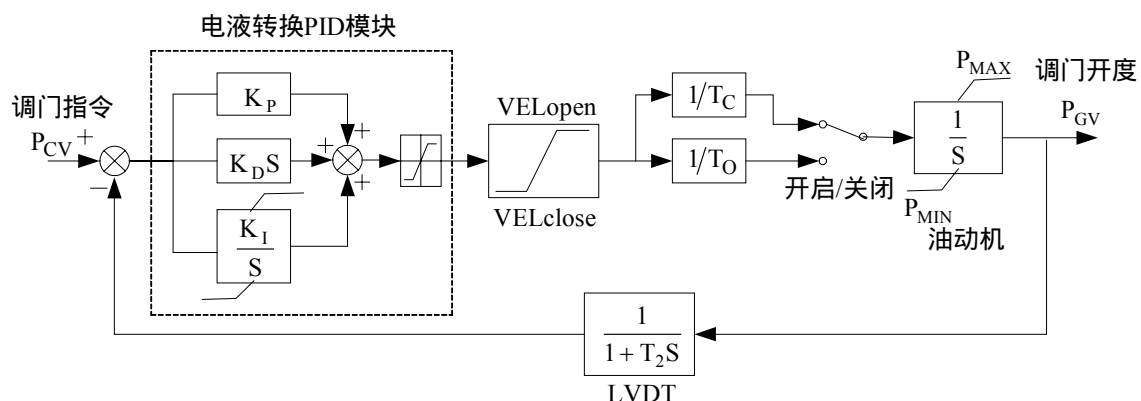 电液转换PID模块
调门指令
P_CV
+
−
K_P
K_D S
K_I
S
+
+
+
VELopen
VELclose
1/T_C
1/T_O
开启/关闭
P_MAX
1
S
P_MIN
油动机
调门开度
P_GV
1
1+T_2S
LVDT